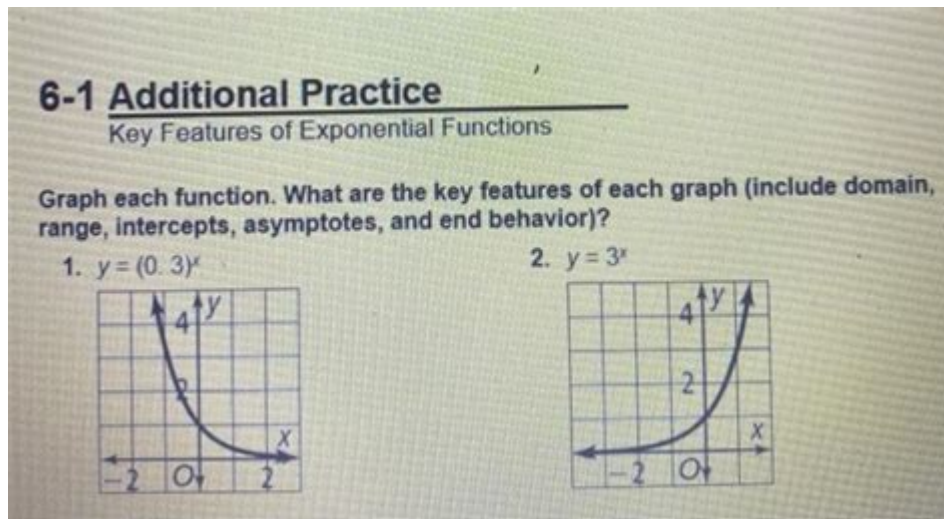 6-1 Additional Practice
Key Features of Exponential Functions
Graph each function. What are the key features of each graph (include domain,
range, intercepts, asymptotes, and end behavior)?
1. y = (0. 3)ˣ
2. y = 3ˣ
4 y
2
x
-2 O 2
4 y
2
x
-2 O